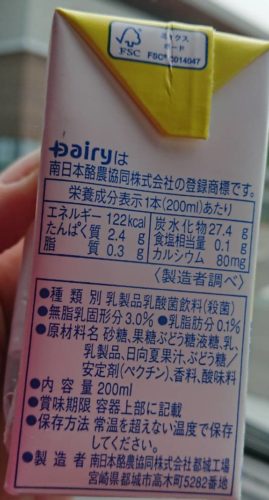 FSC
ミックス
ボード
FSC® C014047
Dairyは
南日本酪農協同株式会社の登録商標です。
栄養成分表示1本(200ml)あたり
エネルギー 122kcal 炭水化物 27.4 g
たんぱく質 2.4 g 食塩相当量 0.1 g
脂質 0.3 g カルシウム 80mg
〈製造者調べ〉
●種類別 乳製品乳酸菌飲料(殺菌)
●無脂乳固形分 3.0% ●乳脂肪分 0.1%
●原材料名 砂糖、果糖ぶどう糖液糖、乳、
乳製品、日向夏果汁、ぶどう糖/
安定剤(ペクチン)、香料、酸味料
●内容量 200ml
●賞味期限 容器上部に記載
●保存方法 常温を超えない温度で保存
してください。
●製造者 南日本酪農協同株式会社都城工場
宮崎県都城市高木町5282番地